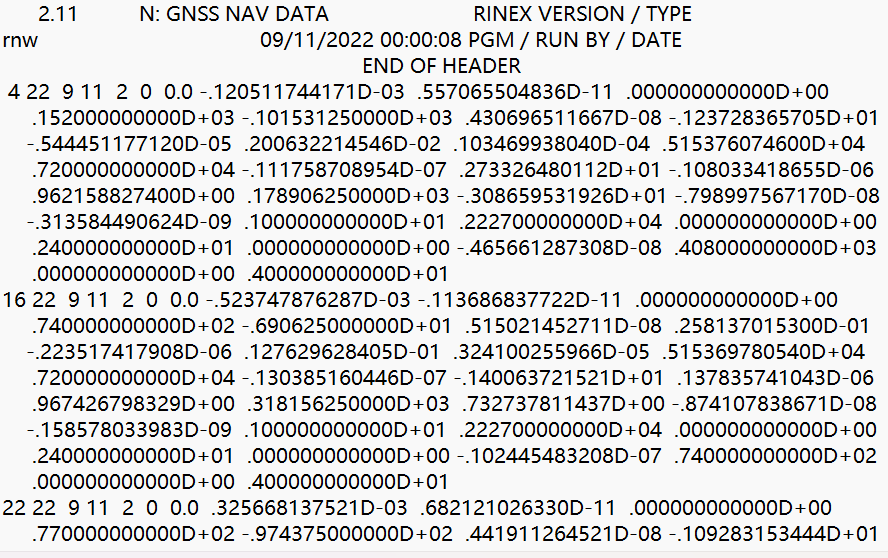 2.11 N: GNSS NAV DATA RINEX VERSION / TYPE
rnw 09/11/2022 00:00:08 PGM / RUN BY / DATE
END OF HEADER
4 22 9 11 2 0 0.0 -.120511744171D-03 .557065504836D-11 .000000000000D+00
.152000000000D+03 -.101531250000D+03 .430696511667D-08 -.123728365705D+01
-.544451177120D-05 .200632214546D-02 .103469938040D-04 .515376074600D+04
.720000000000D+04 -.111758708954D-07 .273326480112D+01 -.108033418655D-06
.962158827400D+00 .178906250000D+03 -.308659531926D+01 -.798997567170D-08
-.313584490624D-09 .100000000000D+01 .222700000000D+04 .000000000000D+00
.240000000000D+01 .000000000000D+00 -.465661287308D-08 .408000000000D+03
.000000000000D+00 .400000000000D+01
16 22 9 11 2 0 0.0 -.523747876287D-03 -.113686837722D-11 .000000000000D+00
.740000000000D+02 -.690625000000D+01 .515021452711D-08 .258137015300D-01
-.223517417908D-06 .127629628405D-01 .324100255966D-05 .515369780540D+04
.720000000000D+04 -.130385160446D-07 -.140063721521D+01 .137835741043D-06
.967426798329D+00 .318156250000D+03 .732737811437D+00 -.874107838671D-08
-.158578033983D-09 .100000000000D+01 .222700000000D+04 .000000000000D+00
.240000000000D+01 .000000000000D+00 -.102445483208D-07 .740000000000D+02
.000000000000D+00 .400000000000D+01
22 22 9 11 2 0 0.0 .325668137521D-03 .682121026330D-11 .000000000000D+00
.770000000000D+02 -.974375000000D+02 .441911264521D-08 -.109283153444D+01